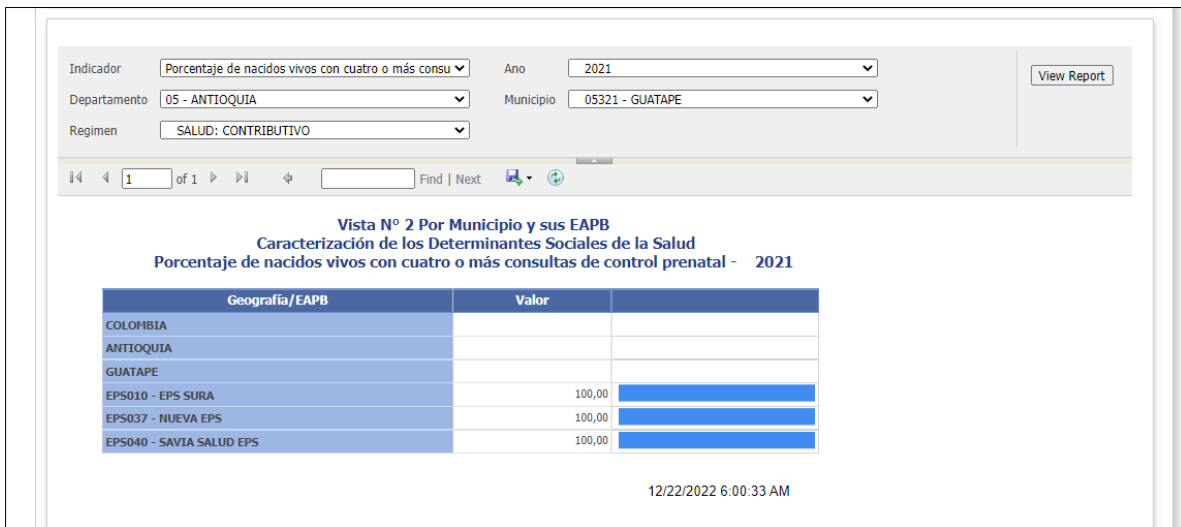 Indicador Porcentaje de nacidos vivos con cuatro o más consu Ano 2021
View Report
Departamento 05 - ANTIOQUIA Municipio 05321 - GUATAPE
Regimen SALUD: CONTRIBUTIVO
1 of 1 Find | Next
Vista Nº 2 Por Municipio y sus EAPB
Caracterización de los Determinantes Sociales de la Salud
Porcentaje de nacidos vivos con cuatro o más consultas de control prenatal - 2021
Geografía/EAPB Valor
COLOMBIA
ANTIOQUIA
GUATAPE
EPS010 - EPS SURA 100,00
EPS037 - NUEVA EPS 100,00
EPS040 - SAVIA SALUD EPS 100,00
12/22/2022 6:00:33 AM